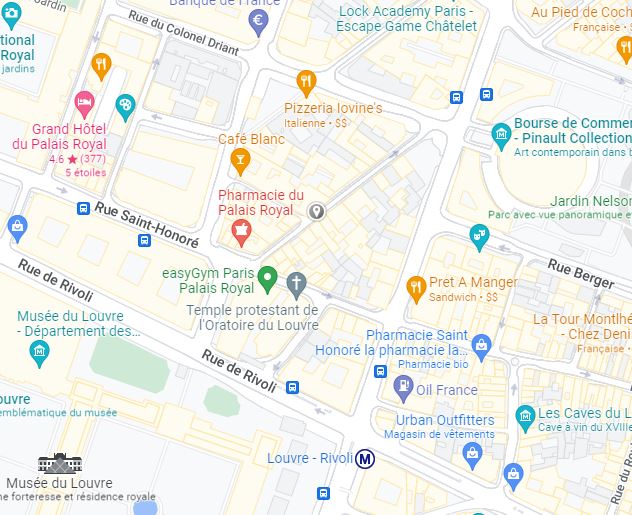 Banque de France
Rue du Colonel Driant
Lock Academy Paris -
Escape Game Châtelet
Au Pied de Coch
Française ·
tional
Royal
jardins
Pizzeria Iovine's
Italienne · $$
Grand Hôtel
du Palais Royal
4,6 ★ (377)
5 étoiles
Café Blanc
Bourse de Commer
- Pinault Collection
Art contemporain dans b
Pharmacie du
Palais Royal
Jardin Nelson
Parc avec vue panoramique e
Rue Saint-Honoré
Rue de Rivoli
easyGym Paris
Palais Royal
Rue Berger
Pret A Manger
Sandwich · $$
Temple protestant de
l'Oratoire du Louvre
Musée du Louvre
- Département des...
La Tour Montlhé
- Chez Deni
Française ·
Pharmacie Saint
Honoré la pharmacie la...
Pharmacie bio
Rue de Rivoli
Oil France
ouvre
emblématique du musée
Urban Outfitters
Magasin de vêtements
Les Caves du L
Cave à vin du XVIIIe
Louvre - Rivoli
M
Musée du Louvre
ne forteresse et résidence royale
Rue du Ro